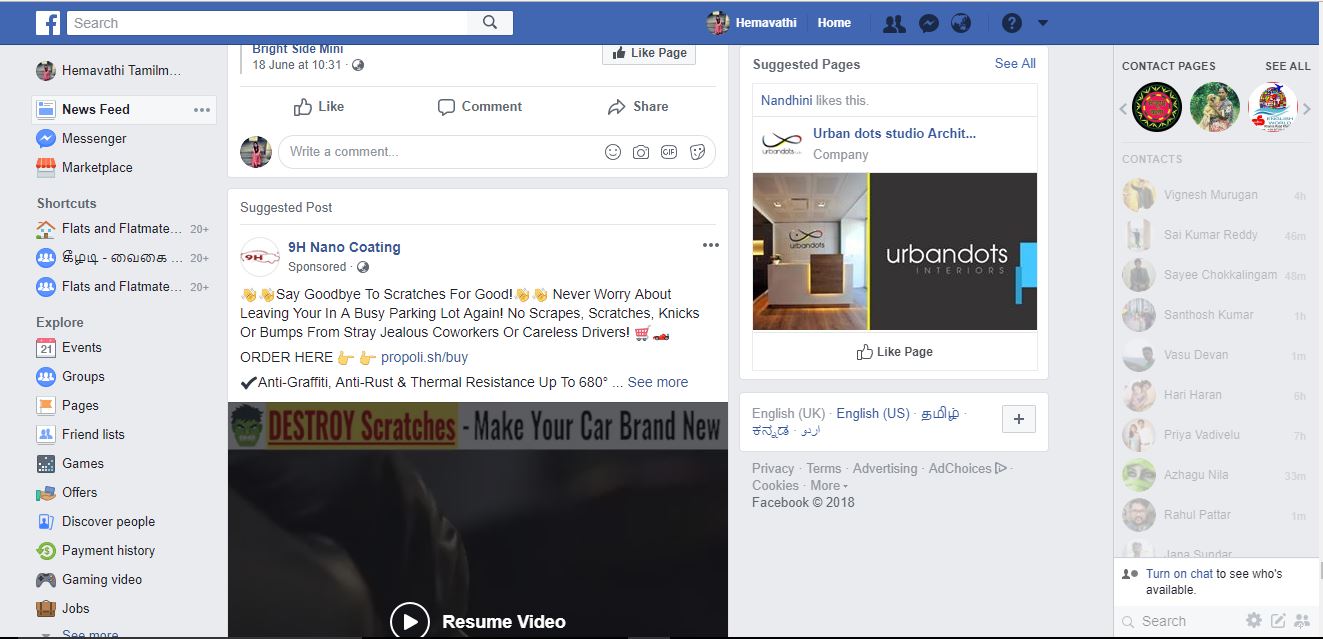 Search
Hemavathi
Home
Hemavathi Tamilm...
News Feed
Messenger
Marketplace
Shortcuts
Flats and Flatmate... 20+
கீழடி - வைகை ... 20+
Flats and Flatmate... 20+
Explore
21 Events
Groups
Pages
Friend lists
Games
Offers
Discover people
Payment history
Gaming video
Jobs
See more
Bright Side Mini
18 June at 10:31 ·
Like Page
Like
Comment
Share
Write a comment...
GIF
Suggested Post
9H
9H Nano Coating
Sponsored ·
👋👋Say Goodbye To Scratches For Good!👋👋 Never Worry About
Leaving Your In A Busy Parking Lot Again! No Scrapes, Scratches, Knicks
Or Bumps From Stray Jealous Coworkers Or Careless Drivers! 🛒🏎️
ORDER HERE 👉 👉 propoli.sh/buy
✔Anti-Graffiti, Anti-Rust & Thermal Resistance Up To 680° ... See more
DESTROY Scratches - Make Your Car Brand New
Resume Video
Suggested Pages
See All
Nandhini likes this.
urbandots
Urban dots studio Archit...
Company
urbandots
urbandots
INTERIORS
Like Page
English (UK) · English (US) · தமிழ் ·
ಕನ್ನಡ · اردو
+
Privacy · Terms · Advertising · AdChoices ·
Cookies · More
Facebook © 2018
CONTACT PAGES
SEE ALL
ENGLISH
WORLD
CONTACTS
Vignesh Murugan 4h
Sai Kumar Reddy 46m
Sayee Chokkalingam 48m
Santhosh Kumar 1h
Vasu Devan 1m
Hari Haran 6h
Priya Vadivelu 7h
Azhagu Nila 33m
Rahul Pattar 1m
Jana Sundar
Turn on chat to see who's
available.
Search